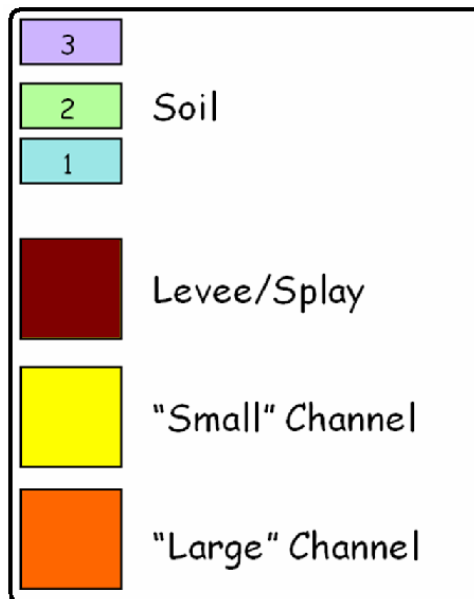 3
2 Soil
1
Levee/Splay
“Small” Channel
“Large” Channel